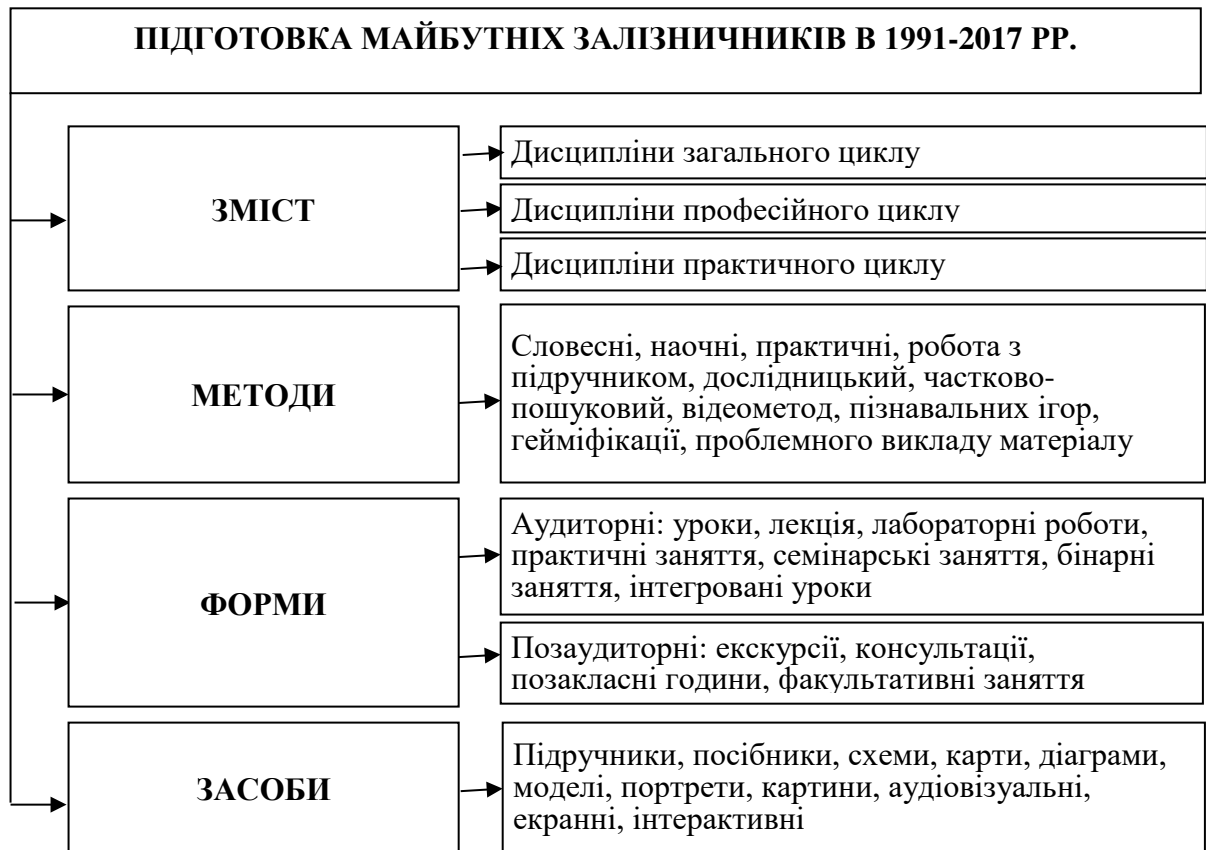 ПІДГОТОВКА МАЙБУТНІХ ЗАЛІЗНИЧНИКІВ В 1991-2017 РР.
ЗМІСТ
Дисципліни загального циклу
Дисципліни професійного циклу
Дисципліни практичного циклу
МЕТОДИ
Словесні, наочні, практичні, робота з
підручником, дослідницький, частково-
пошуковий, відеометод, пізнавальних ігор,
гейміфікації, проблемного викладу матеріалу
ФОРМИ
Аудиторні: уроки, лекція, лабораторні роботи,
практичні заняття, семінарські заняття, бінарні
заняття, інтегровані уроки
Позаудиторні: екскурсії, консультації,
позакласні години, факультативні заняття
ЗАСОБИ
Підручники, посібники, схеми, карти, діаграми,
моделі, портрети, картини, аудіовізуальні,
екранні, інтерактивні